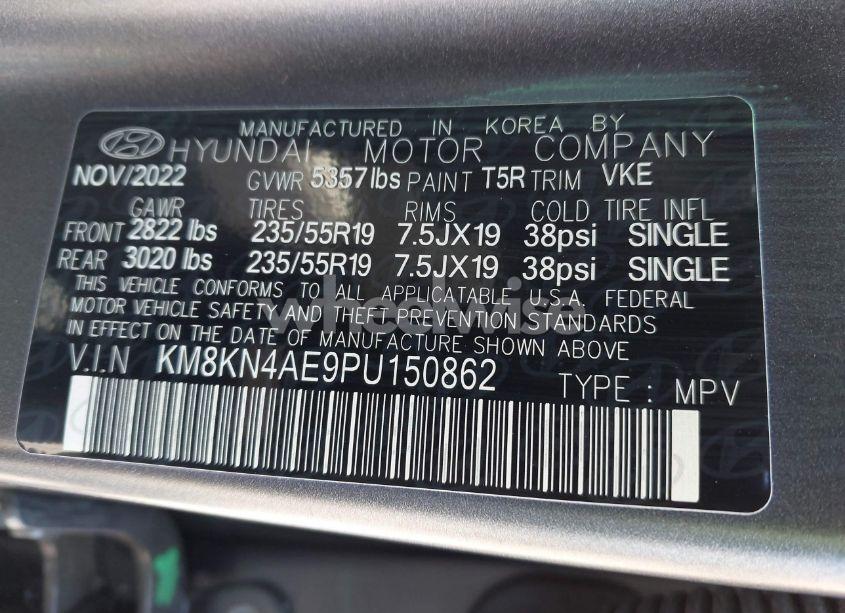 MANUFACTURED IN KOREA BY
HYUNDAI MOTOR COMPANY
NOV/2022 GVWR 5357lbs PAINT T5R TRIM VKE
GAWR TIRES RIMS COLD TIRE INFL
FRONT 2822 lbs 235/55R19 7.5JX19 38psi SINGLE
REAR 3020 lbs 235/55R19 7.5JX19 38psi SINGLE
THIS VEHICLE CONFORMS TO ALL APPLICATABLE U.S.A. FEDERAL
MOTOR VEHICLE SAFETY AND THEFT PREVENTION STANDARDS
IN EFFECT ON THE DATE OF MANUFACTURE SHOWN ABOVE
wheelwise
V.I.N KM8KN4AE9PU150862 TYPE : MPV